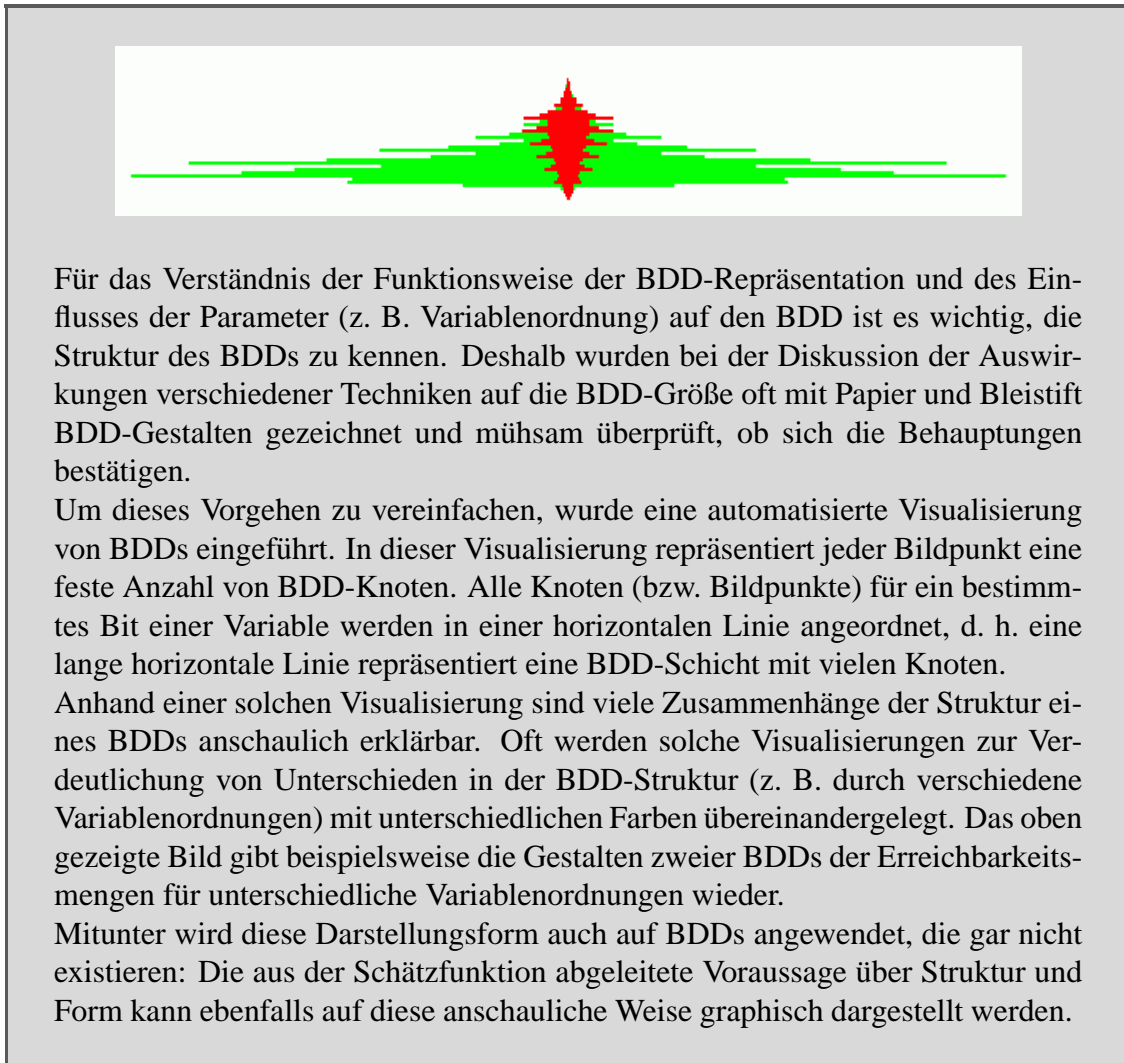 Für das Verständnis der Funktionsweise der BDD-Repräsentation und des Ein-
flusses der Parameter (z. B. Variablenordnung) auf den BDD ist es wichtig, die
Struktur des BDDs zu kennen. Deshalb wurden bei der Diskussion der Auswir-
kungen verschiedener Techniken auf die BDD-Größe oft mit Papier und Bleistift
BDD-Gestalten gezeichnet und mühsam überprüft, ob sich die Behauptungen
bestätigen.
Um dieses Vorgehen zu vereinfachen, wurde eine automatisierte Visualisierung
von BDDs eingeführt. In dieser Visualisierung repräsentiert jeder Bildpunkt eine
feste Anzahl von BDD-Knoten. Alle Knoten (bzw. Bildpunkte) für ein bestimm-
tes Bit einer Variable werden in einer horizontalen Linie angeordnet, d. h. eine
lange horizontale Linie repräsentiert eine BDD-Schicht mit vielen Knoten.
Anhand einer solchen Visualisierung sind viele Zusammenhänge der Struktur ei-
nes BDDs anschaulich erklärbar. Oft werden solche Visualisierungen zur Ver-
deutlichung von Unterschieden in der BDD-Struktur (z. B. durch verschiedene
Variablenordnungen) mit unterschiedlichen Farben übereinandergelegt. Das oben
gezeigte Bild gibt beispielsweise die Gestalten zweier BDDs der Erreichbarkeits-
mengen für unterschiedliche Variablenordnungen wieder.
Mitunter wird diese Darstellungsform auch auf BDDs angewendet, die gar nicht
existieren: Die aus der Schätzfunktion abgeleitete Voraussage über Struktur und
Form kann ebenfalls auf diese anschauliche Weise graphisch dargestellt werden.